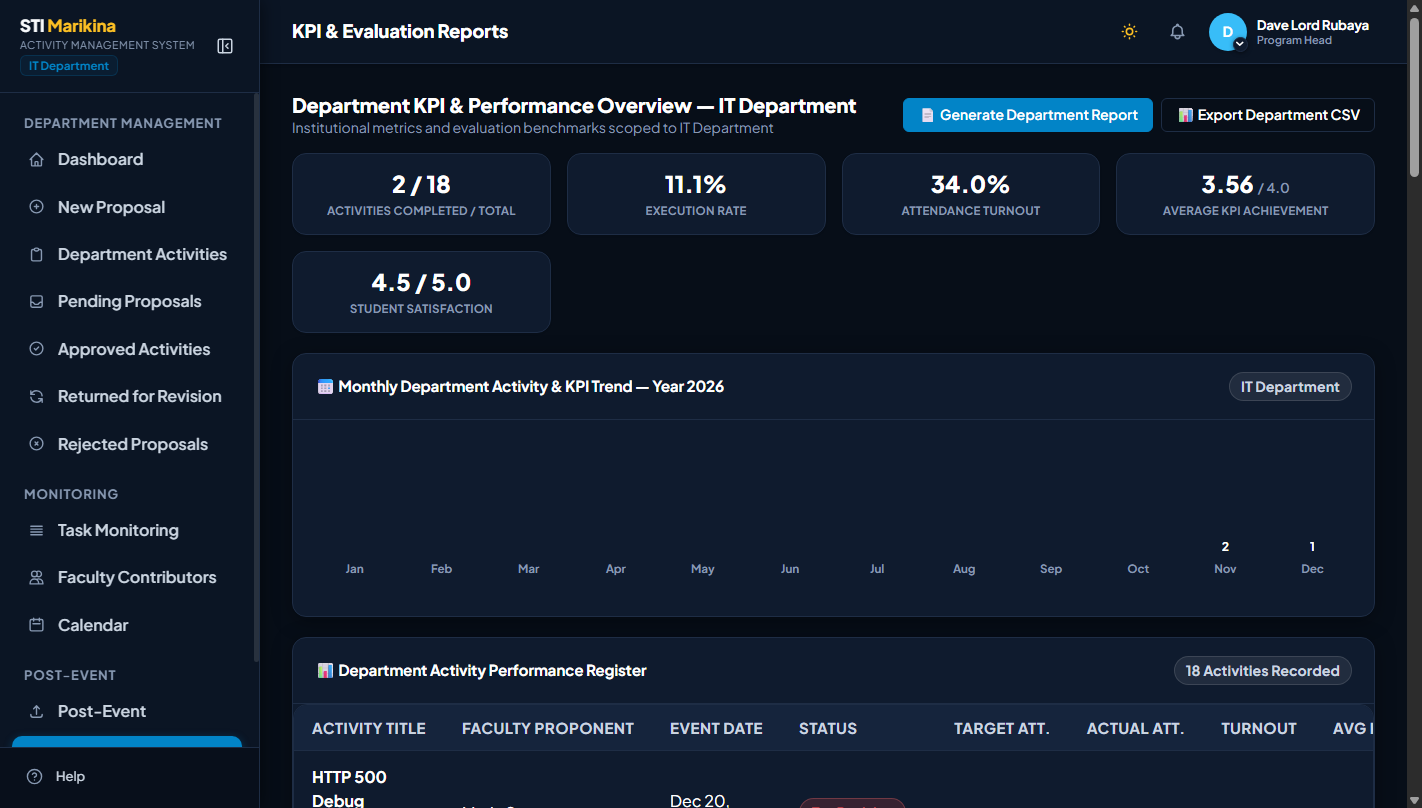 STI Marikina
ACTIVITY MANAGEMENT SYSTEM
IT Department
DEPARTMENT MANAGEMENT
Dashboard
New Proposal
Department Activities
Pending Proposals
Approved Activities
Returned for Revision
Rejected Proposals
MONITORING
Task Monitoring
Faculty Contributors
Calendar
POST-EVENT
Post-Event
Help
KPI & Evaluation Reports
D
Dave Lord Rubaya
Program Head
Department KPI & Performance Overview — IT Department
Institutional metrics and evaluation benchmarks scoped to IT Department
Generate Department Report
Export Department CSV
2 / 18
ACTIVITIES COMPLETED / TOTAL
11.1%
EXECUTION RATE
34.0%
ATTENDANCE TURNOUT
3.56 / 4.0
AVERAGE KPI ACHIEVEMENT
4.5 / 5.0
STUDENT SATISFACTION
Monthly Department Activity & KPI Trend — Year 2026
IT Department
2 1
Jan Feb Mar Apr May Jun Jul Aug Sep Oct Nov Dec
Department Activity Performance Register
18 Activities Recorded
ACTIVITY TITLE FACULTY PROPONENT EVENT DATE STATUS TARGET ATT. ACTUAL ATT. TURNOUT AVG
HTTP 500
Debug
Dec 20,